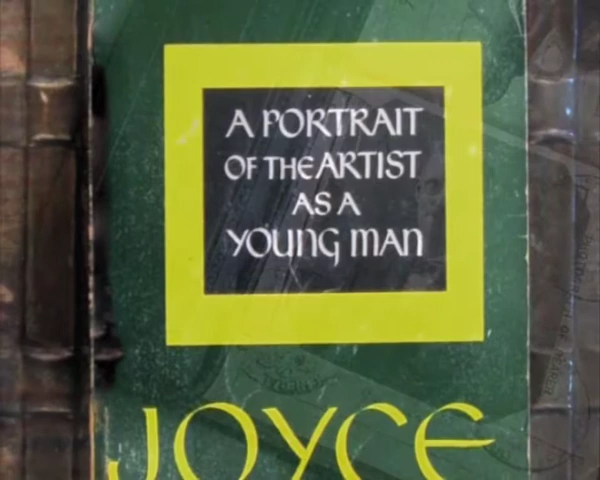 A PORTRAIT
OF THE ARTIST
AS A
YOUNG MAN
JOYCE